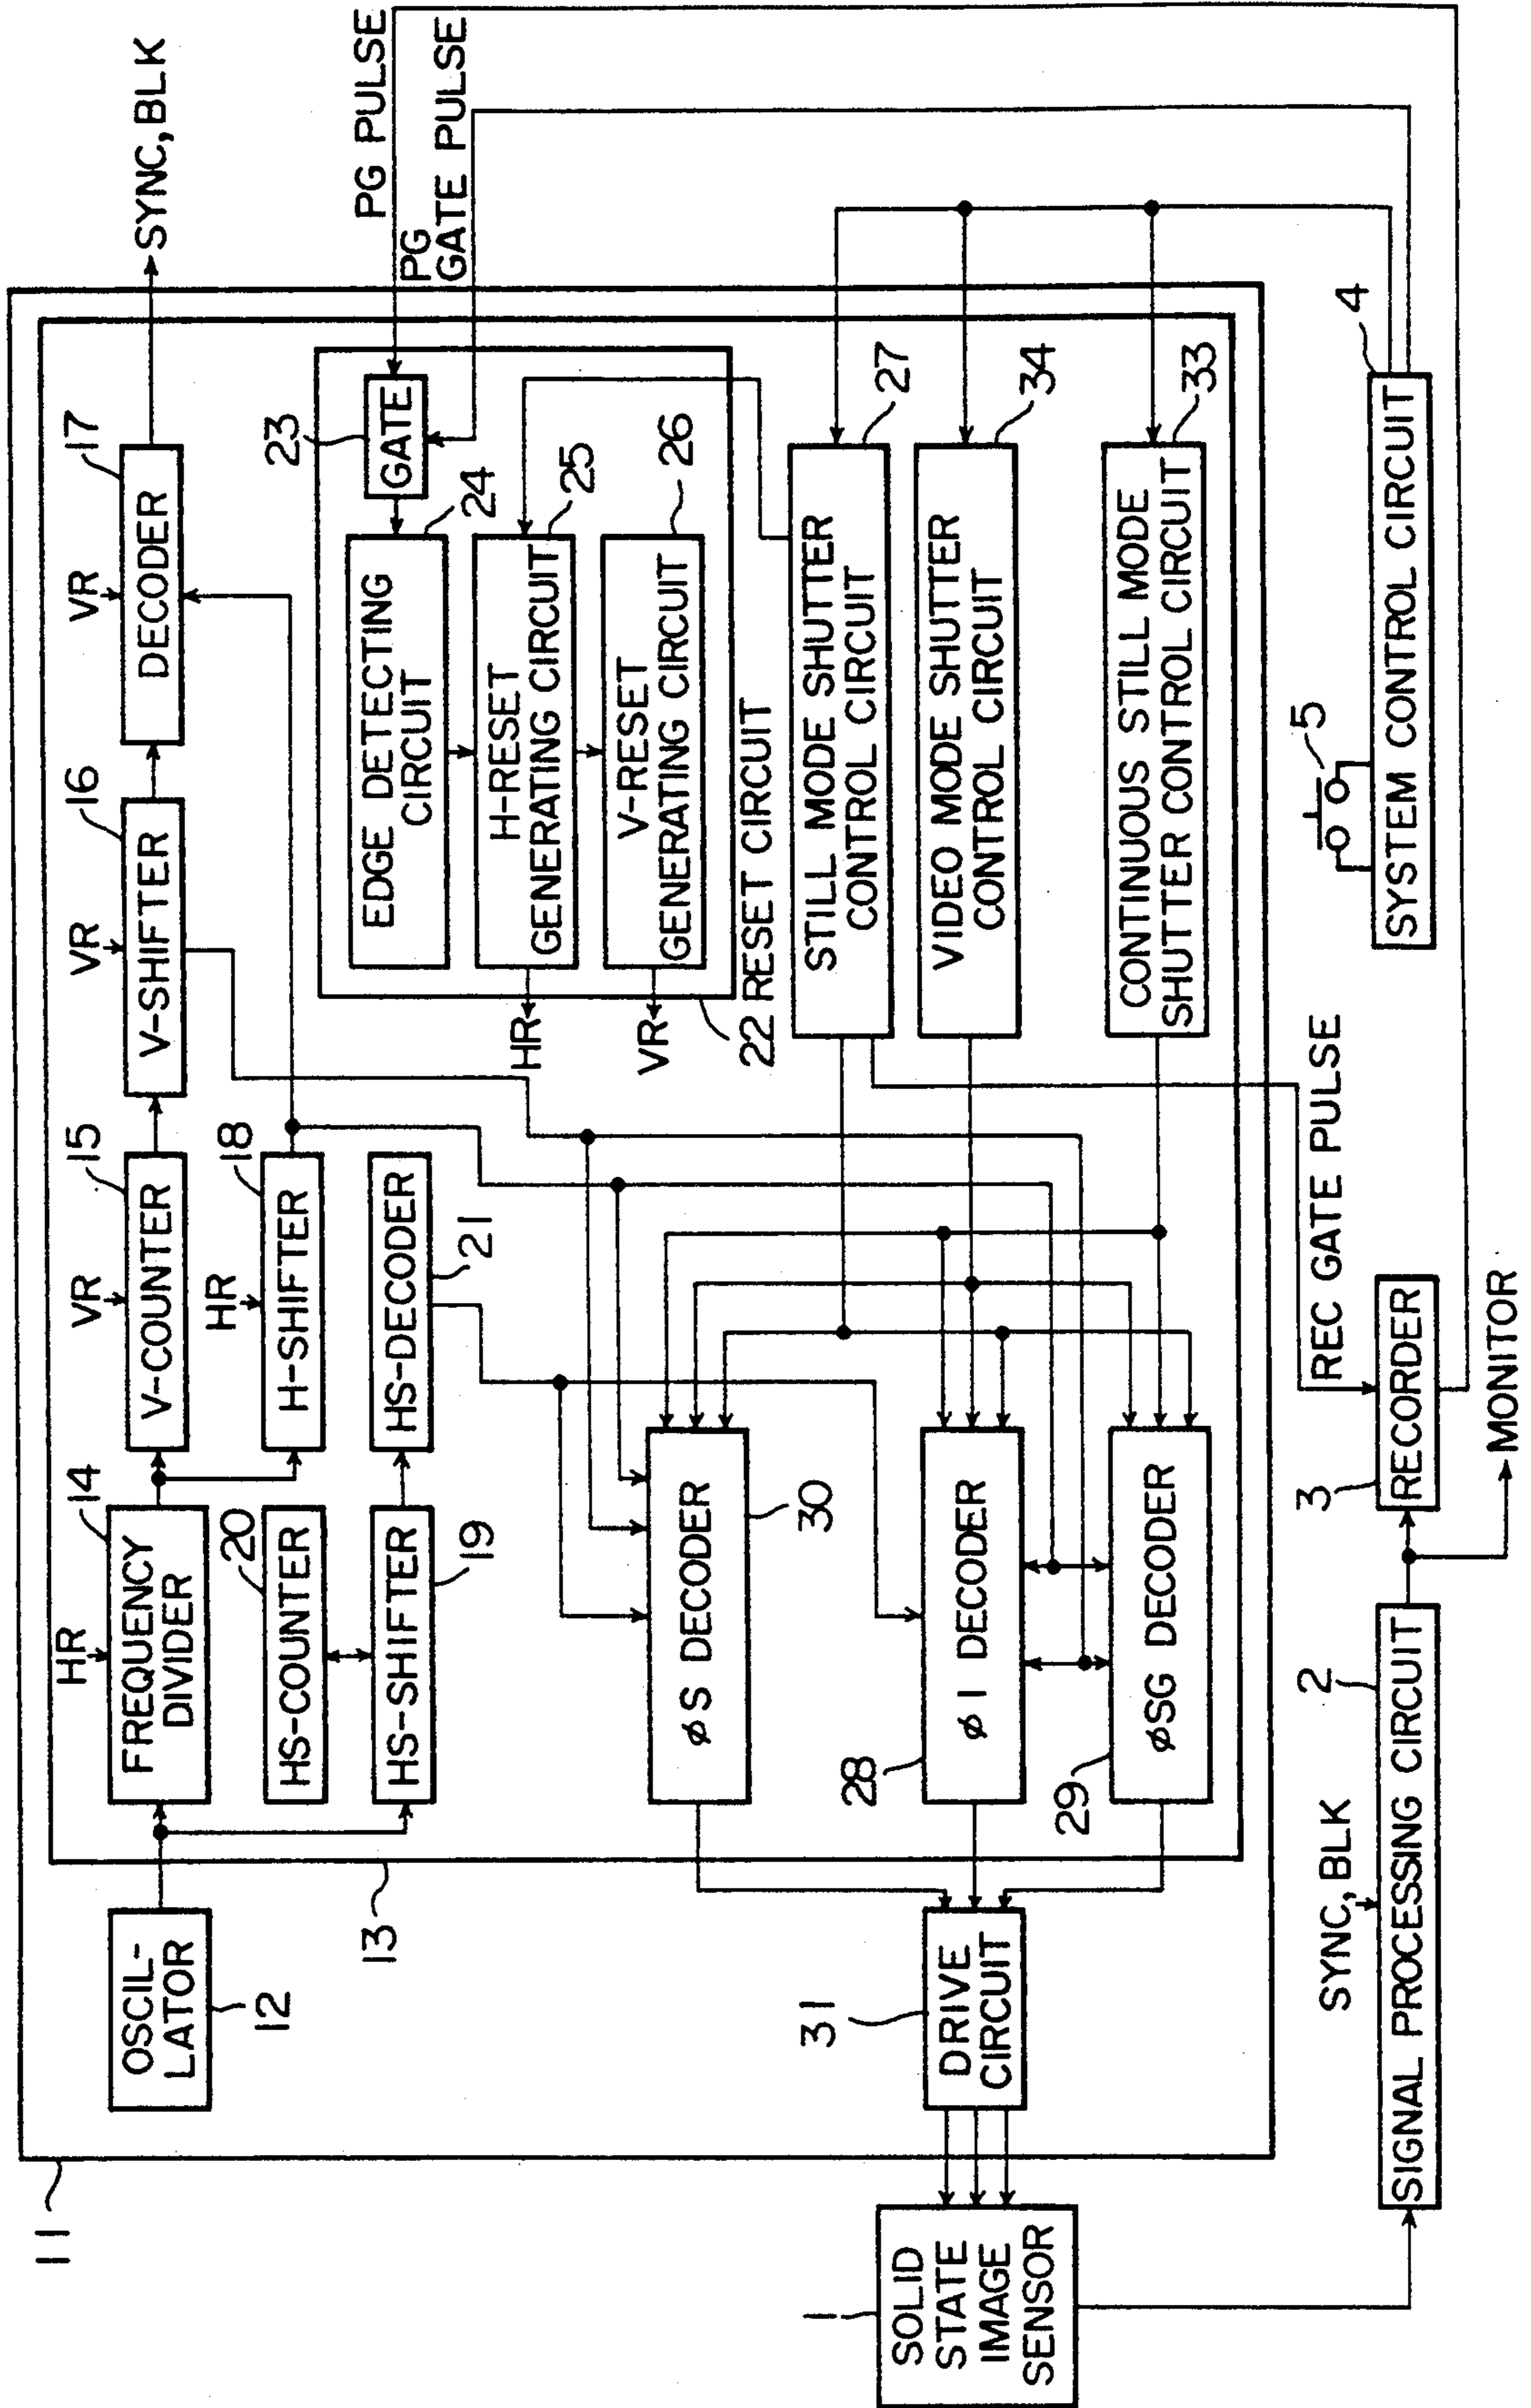 11
OSCIL-
LATOR
12
13
HR
FREQUENCY
DIVIDER
14
VR
V-COUNTER
15
VR
V-SHIFTER
16
VR
DECODER
17
SYNC, BLK
HS-COUNTER
20
HR
H-SHIFTER
18
HS-SHIFTER
19
HS-DECODER
21
PG PULSE
PG
GATE PULSE
GATE
23
EDGE DETECTING
CIRCUIT
24
H-RESET
GENERATING CIRCUIT
25
V-RESET
GENERATING CIRCUIT
26
HR
VR
22 RESET CIRCUIT
STILL MODE SHUTTER
CONTROL CIRCUIT
27
VIDEO MODE SHUTTER
CONTROL CIRCUIT
34
CONTINUOUS STILL MODE
SHUTTER CONTROL CIRCUIT
33
øS DECODER
30
øI DECODER
28
øSG DECODER
29
DRIVE
CIRCUIT
31
1
SOLID
STATE
IMAGE
SENSOR
SYNC, BLK
SIGNAL PROCESSING CIRCUIT
2
RECORDER
3
REC GATE PULSE
MONITOR
5
SYSTEM CONTROL CIRCUIT
4